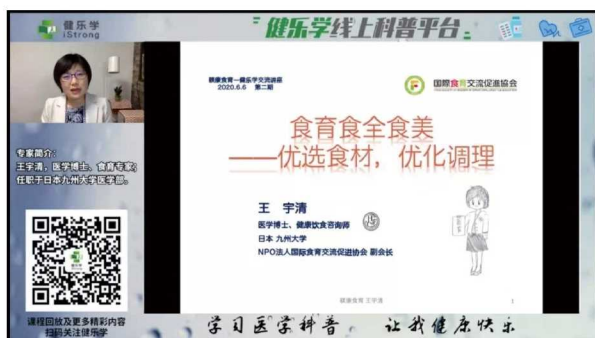 健乐学
iStrong
健乐学线上科普平台
专家简介:
王宇清，医学博士、食育专家;
任职于日本九州大学医学部。
课程回放及更多精彩内容
扫码关注健乐学
健康食育—健乐学交流讲座
2020.6.6 第二期
国際食育交流促進協会
食育食全食美
——优选食材，优化调理
王 宇清
医学博士、健康饮食咨询师
日本 九州大学
NPO法人国际食育交流促进协会 副会长
健康食育 王宇清
1
学习医学科普， 让我健康快乐